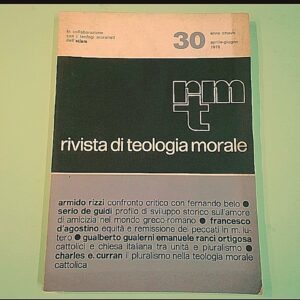 in collaborazione
con i teologi moralisti
dell'atism
30
anno ottavo
aprile-giugno
1976
rmt
rivista di teologia morale
armido rizzi confronto critico con fernando belo ●
serio de guidi profilo di sviluppo storico sull'amore
di amicizia nel mondo greco romano ● francesco
d'agostino equità e remissione dei peccati in m. lu-
tero ● gualberto gualerni emanuele ranci ortigosa
cattolici e chiesa italiana tra unità e pluralismo ●
charles e. curran il pluralismo nella teologia morale
cattolica